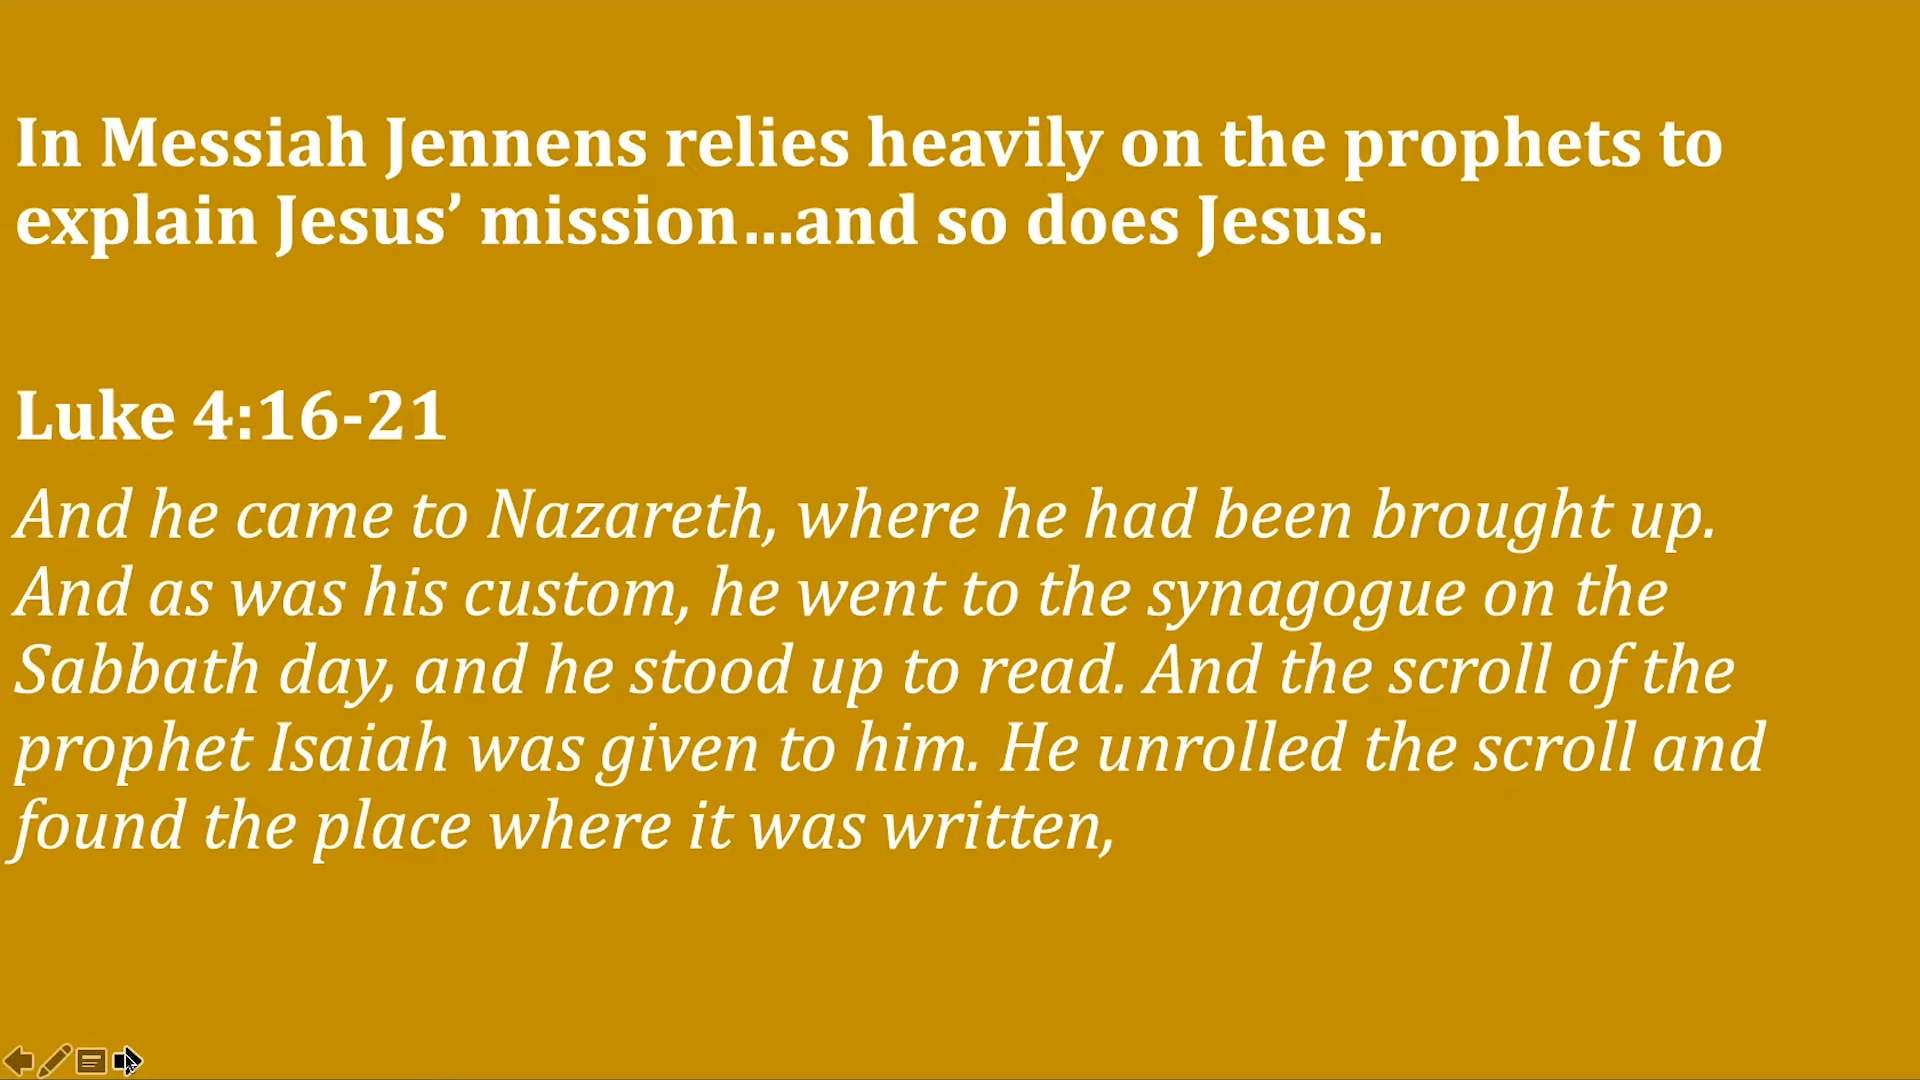 In Messiah Jennens relies heavily on the prophets to
explain Jesus’ mission...and so does Jesus.
Luke 4:16-21
And he came to Nazareth, where he had been brought up.
And as was his custom, he went to the synagogue on the
Sabbath day, and he stood up to read. And the scroll of the
prophet Isaiah was given to him. He unrolled the scroll and
found the place where it was written,